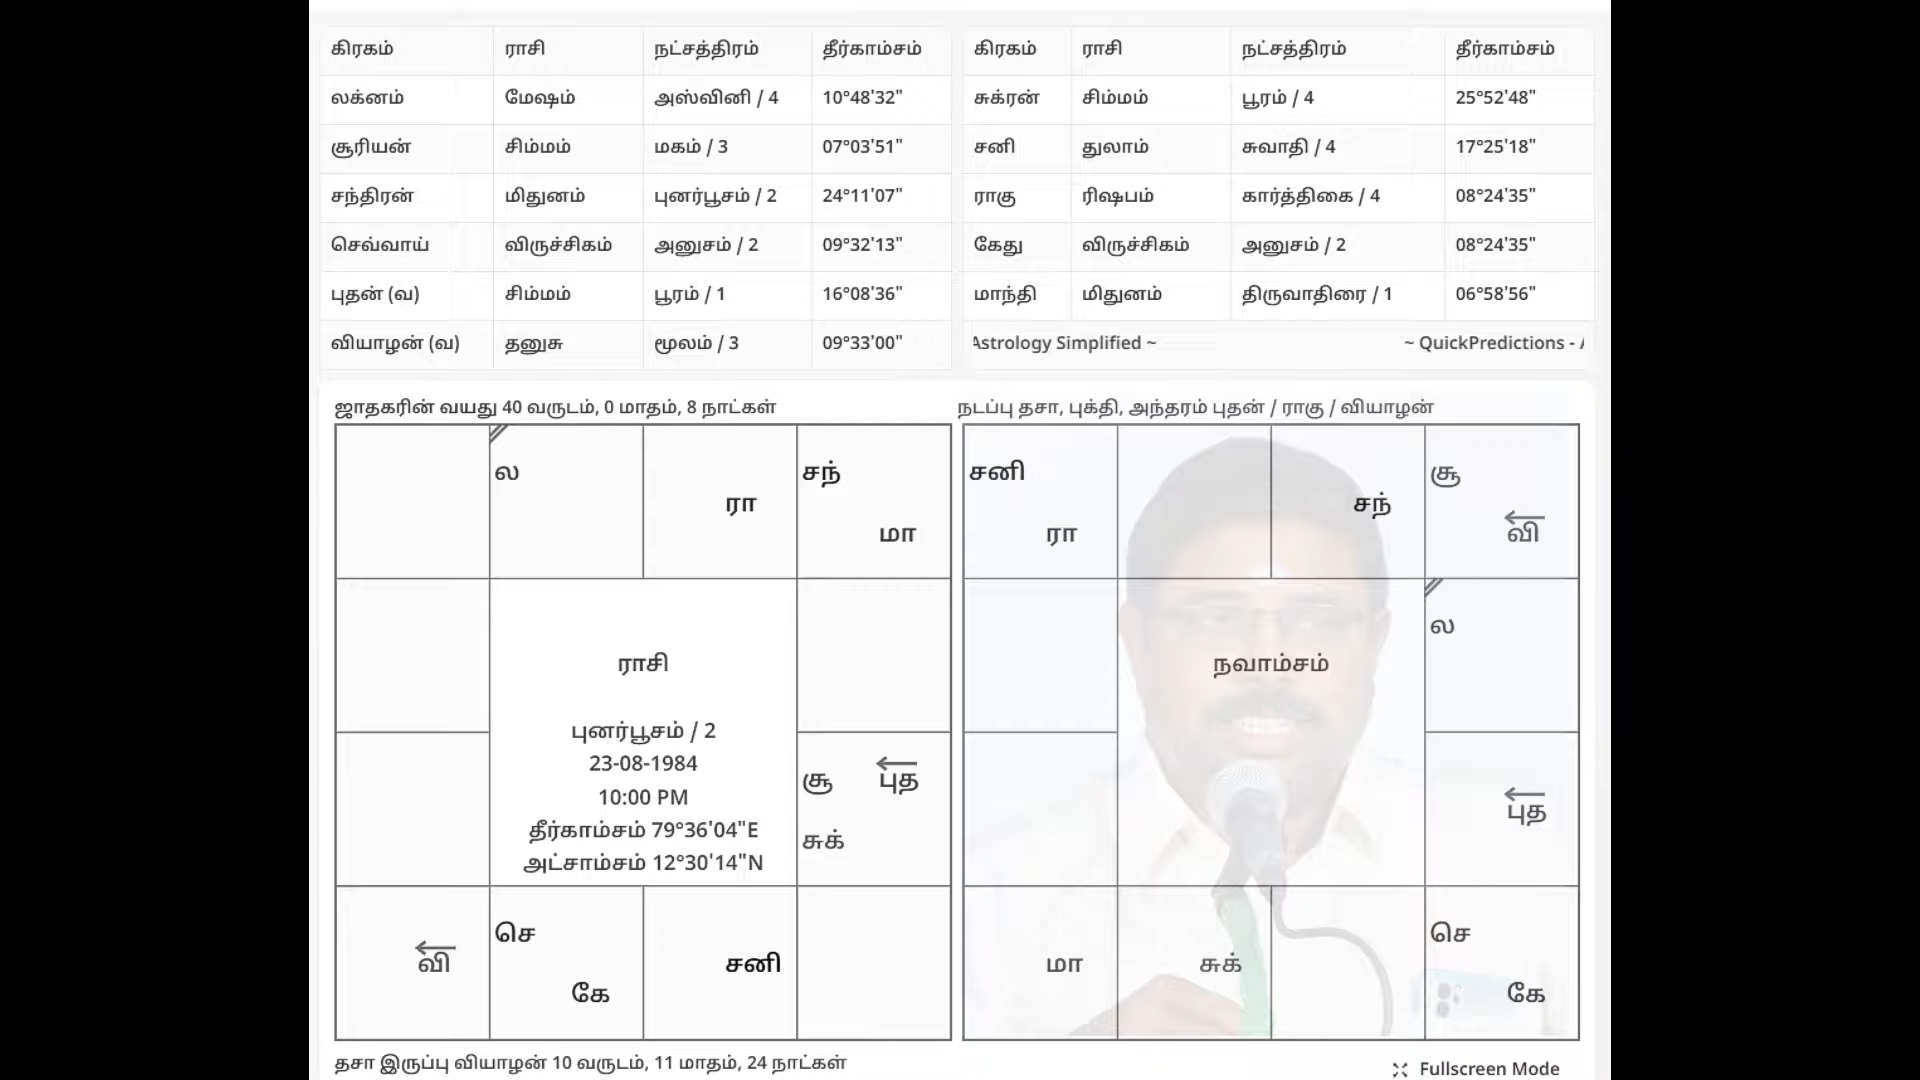 கிரகம் ராசி நட்சத்திரம் தீர்காம்சம் கிரகம் ராசி நட்சத்திரம் தீர்காம்சம்
லக்னம் மேஷம் அஸ்வினி / 4 10°48'32" சுக்ரன் சிம்மம் பூரம் / 4 25°52'48"
சூரியன் சிம்மம் மகம் / 3 07°03'51" சனி துலாம் சுவாதி / 4 17°25'18"
சந்திரன் மிதுனம் புனர்பூசம் / 2 24°11'07" ராகு ரிஷபம் கார்த்திகை / 4 08°24'35"
செவ்வாய் விருச்சிகம் அனுசம் / 2 09°32'13" கேது விருச்சிகம் அனுசம் / 2 08°24'35"
புதன் (வ) சிம்மம் பூரம் / 1 16°08'36" மாந்தி மிதுனம் திருவாதிரை / 1 06°58'56"
வியாழன் (வ) தனுசு மூலம் / 3 09°33'00" Astrology Simplified ~ ~ QuickPredictions -
ஜாதகரின் வயது 40 வருடம், 0 மாதம், 8 நாட்கள்
ல
ரா
சந்
மா
ராசி
புனர்பூசம் / 2
23-08-1984
10:00 PM
தீர்காம்சம் 79°36'04"E
அட்சாம்சம் 12°30'14"N
சூ புத
சுக்
வி
செ
கே
சனி
தசா இருப்பு வியாழன் 10 வருடம், 11 மாதம், 24 நாட்கள்
நடப்பு தசா, புக்தி, அந்தரம் புதன் / ராகு / வியாழன்
சனி
ரா
சந்
சூ
வி
ல
நவாம்சம்
புத
மா
சுக்
செ
கே
Fullscreen Mode